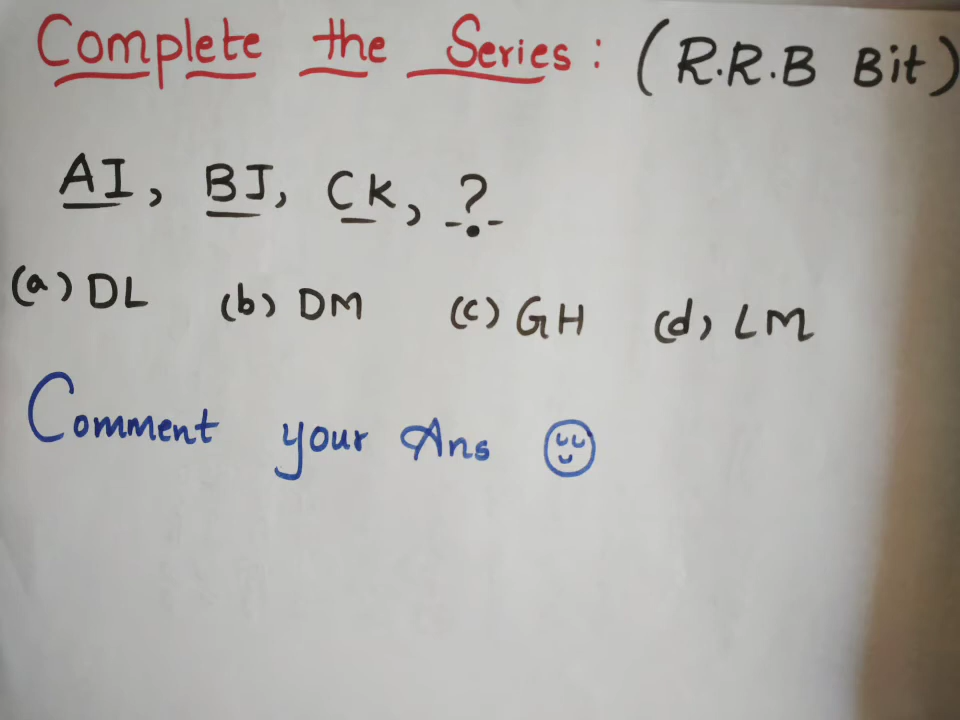 Complete the Series: (R.R.B Bit)
AI, BJ, CK, ?
(a) DL (b) DM (c) GH (d) LM
Comment your Ans